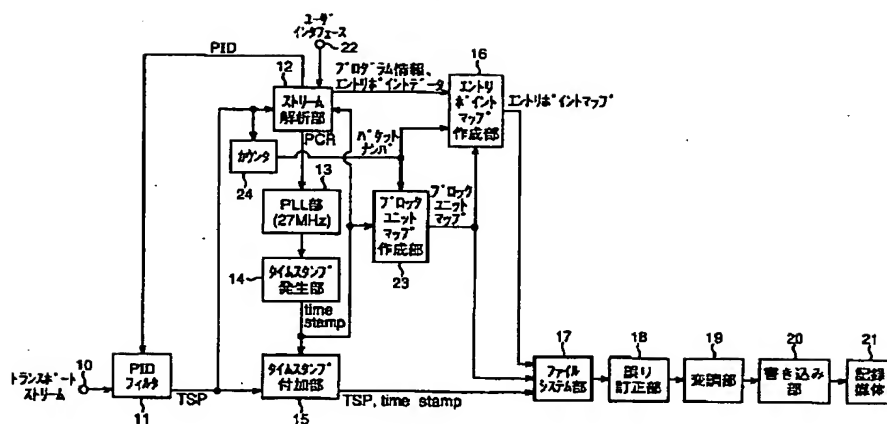 ユーザ
インタフェース
22
PID
12
ストリーム
解析部
プログラム情報、
エントリポイントデータ
16
エントリ
ポイント
マップ
作成部
エントリポイントマップ
PCR
パケット
ナンバ
カウンタ
24
13
PLL部
(27MHz)
ブロック
ユニット
マップ
作成部
23
ブロック
ユニット
マップ
14
タイムスタンプ
発生部
time
stamp
トランスポート
ストリーム
10
PID
フィルタ
11
TSP
タイムスタンプ
付加部
15
TSP, time stamp
17
ファイル
システム部
18
誤り
訂正部
19
変調部
20
書き込み
部
21
記録
媒体